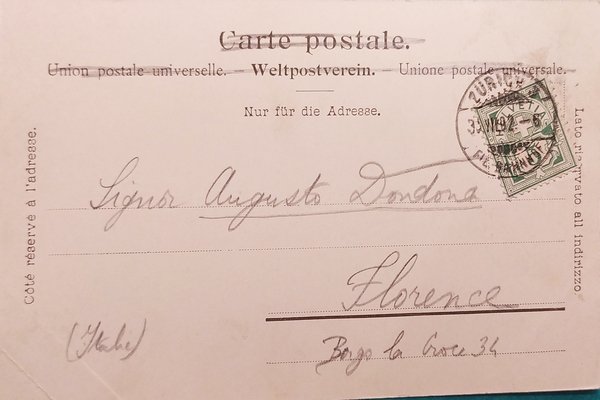 Carte postale.
Union postale universelle. – Weltpostverein. – Unione postale universale.
Nur für die Adresse.
Côté réservé à l'adresse.
Lato riservato all indirizzo.
ZÜRICH
Signor Augusto Dondona
Florence
(Italie)
Borgo la Croce 34